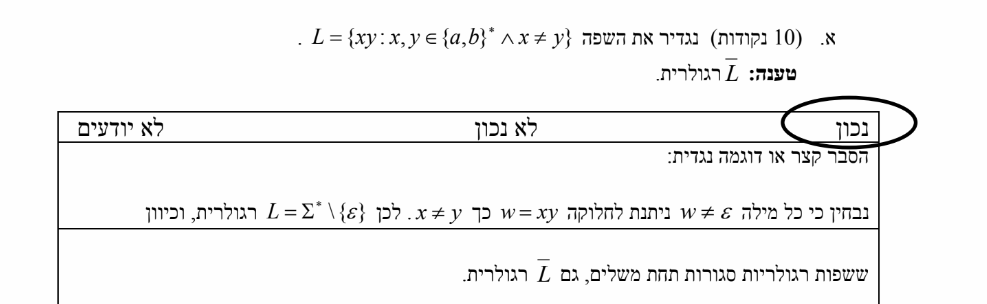 א. (10 נקודות) נגדיר את השפה L = {xy : x, y ∈ {a,b}* ∧ x ≠ y} .
טענה: L̅ רגולרית.
נכון לא נכון לא יודעים
הסבר קצר או דוגמה נגדית:
נבחין כי כל מילה w ≠ ε ניתנת לחלוקה w = xy כך x ≠ y. לכן L = Σ* \ {ε} רגולרית, וכיוון
ששפות רגולריות סגורות תחת משלים, גם L̅ רגולרית.